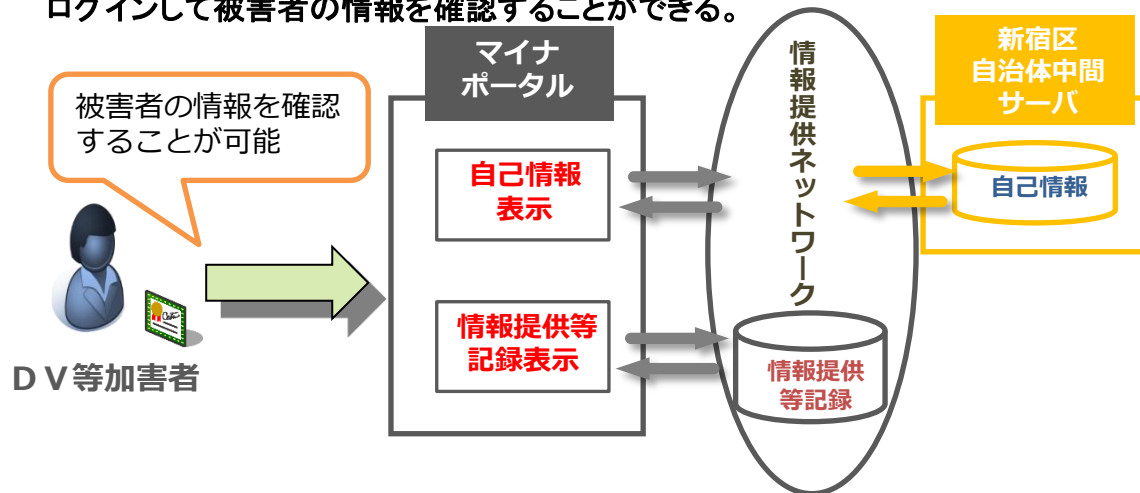 ログインして被害者の情報を確認することができる。
被害者の情報を確認
することが可能
DV等加害者
マイナ
ポータル
自己情報
表示
情報提供等
記録表示
情報提供ネットワーク
情報提供
等記録
新宿区
自治体中間
サーバ
自己情報